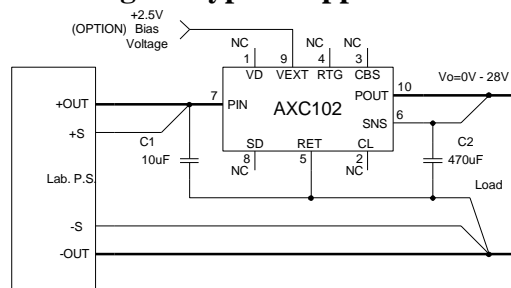 +2.5V
(OPTION) Bias
Voltage
NC
NC NC
1 9 4 3
VD VEXT RTG CBS
Vo=0V - 28V
+OUT
7 PIN
POUT 10
AXC102
+S
SNS 6
C1
10uF
SD RET CL
8 5 2
NC NC
C2
470uF
Lab. P.S.
Load
-S
-OUT